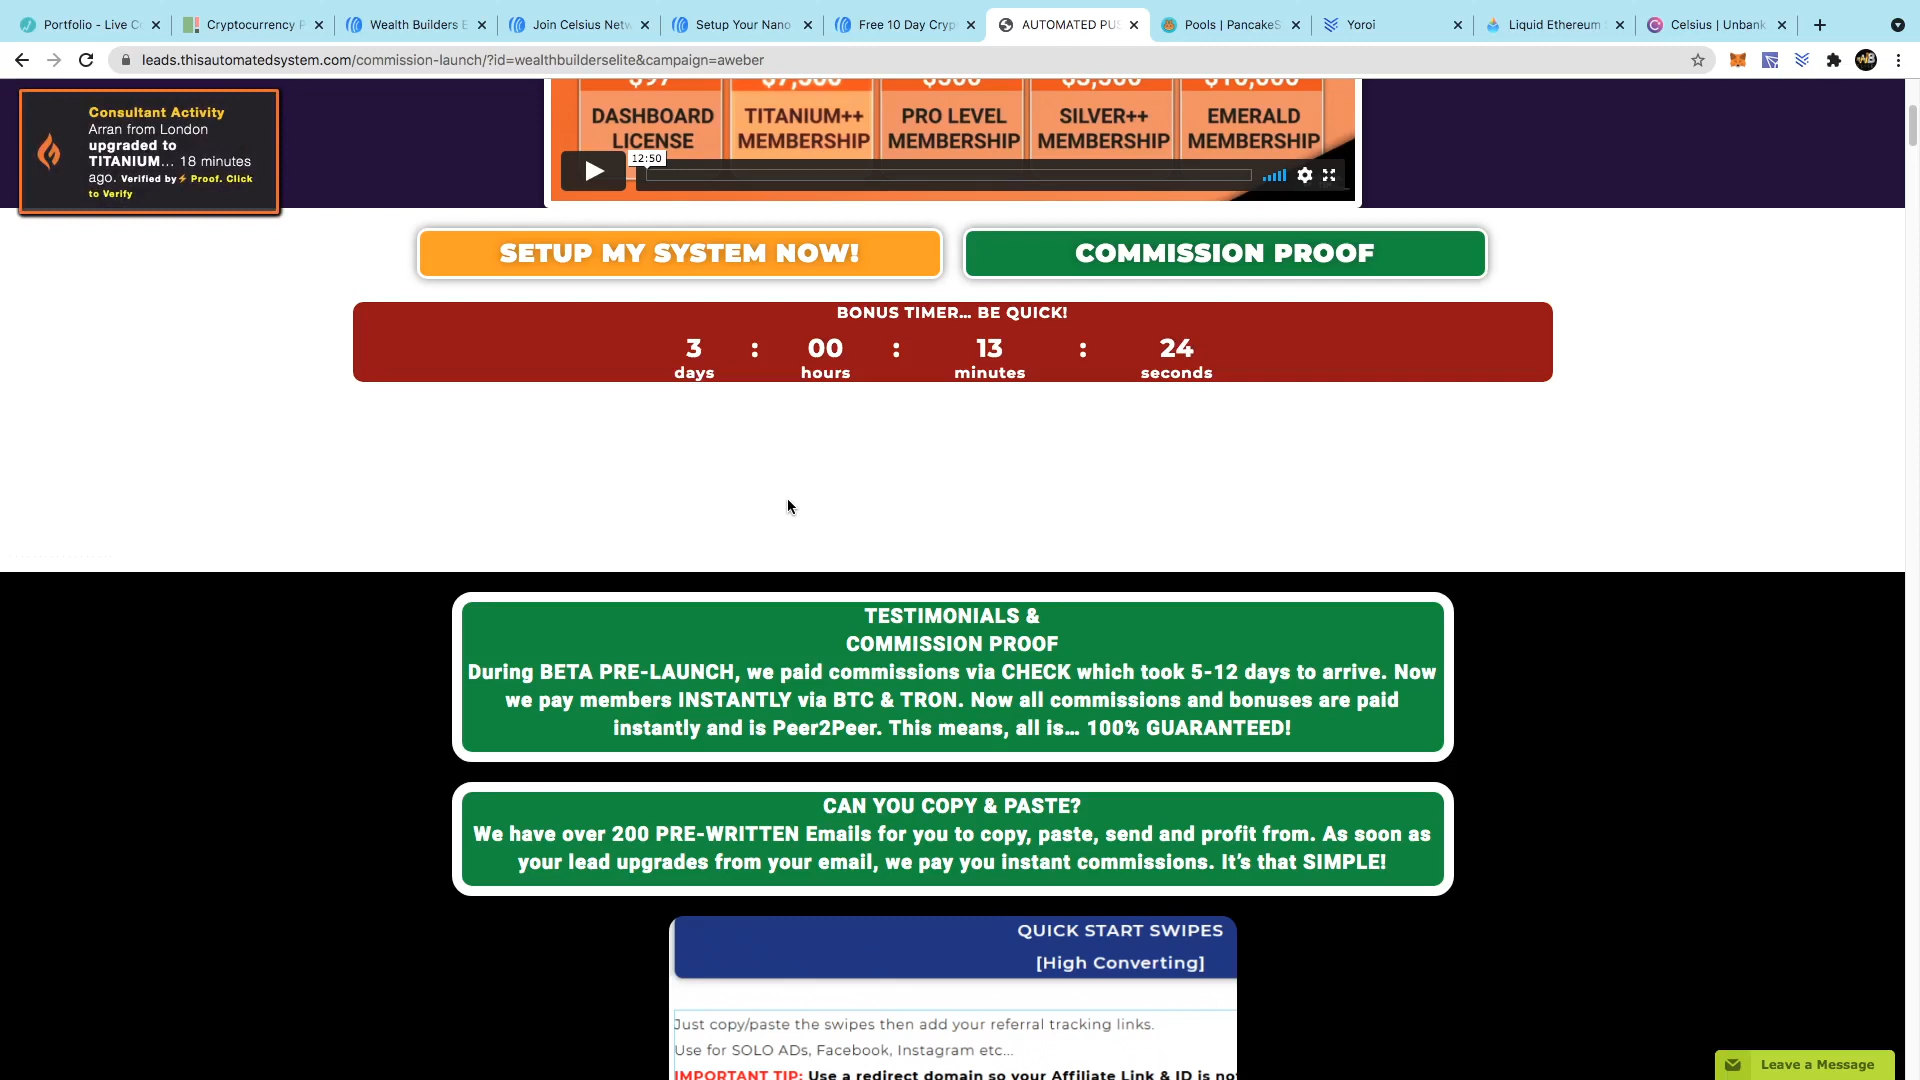 Portfolio - Live C
Cryptocurrency P
Wealth Builders E
Join Celsius Netw
Setup Your Nano
Free 10 Day Cryp
AUTOMATED PUS
Pools | PancakeS
Yoroi
Liquid Ethereum
Celsius | Unbank
leads.thisautomatedsystem.com/commission-launch/?id=wealthbuilderselite&campaign=aweber
Consultant Activity
Arran from London
upgraded to
TITANIUM... 18 minutes
ago. Verified by⚡ Proof. Click
to Verify
$97 $7,500 $500 $3,500 $10,000
DASHBOARD
LICENSE
TITANIUM++
MEMBERSHIP
PRO LEVEL
MEMBERSHIP
SILVER++
MEMBERSHIP
EMERALD
MEMBERSHIP
12:50
SETUP MY SYSTEM NOW!
COMMISSION PROOF
BONUS TIMER... BE QUICK!
3 : 00 : 13 : 24
days hours minutes seconds
TESTIMONIALS &
COMMISSION PROOF
During BETA PRE-LAUNCH, we paid commissions via CHECK which took 5-12 days to arrive. Now
we pay members INSTANTLY via BTC & TRON. Now all commissions and bonuses are paid
instantly and is Peer2Peer. This means, all is... 100% GUARANTEED!
CAN YOU COPY & PASTE?
We have over 200 PRE-WRITTEN Emails for you to copy, paste, send and profit from. As soon as
your lead upgrades from your email, we pay you instant commissions. It's that SIMPLE!
QUICK START SWIPES
[High Converting]
Just copy/paste the swipes then add your referral tracking links.
Use for SOLO ADs, Facebook, Instagram etc...
IMPORTANT TIP: Use a redirect domain so your Affiliate Link & ID is no
Leave a Message